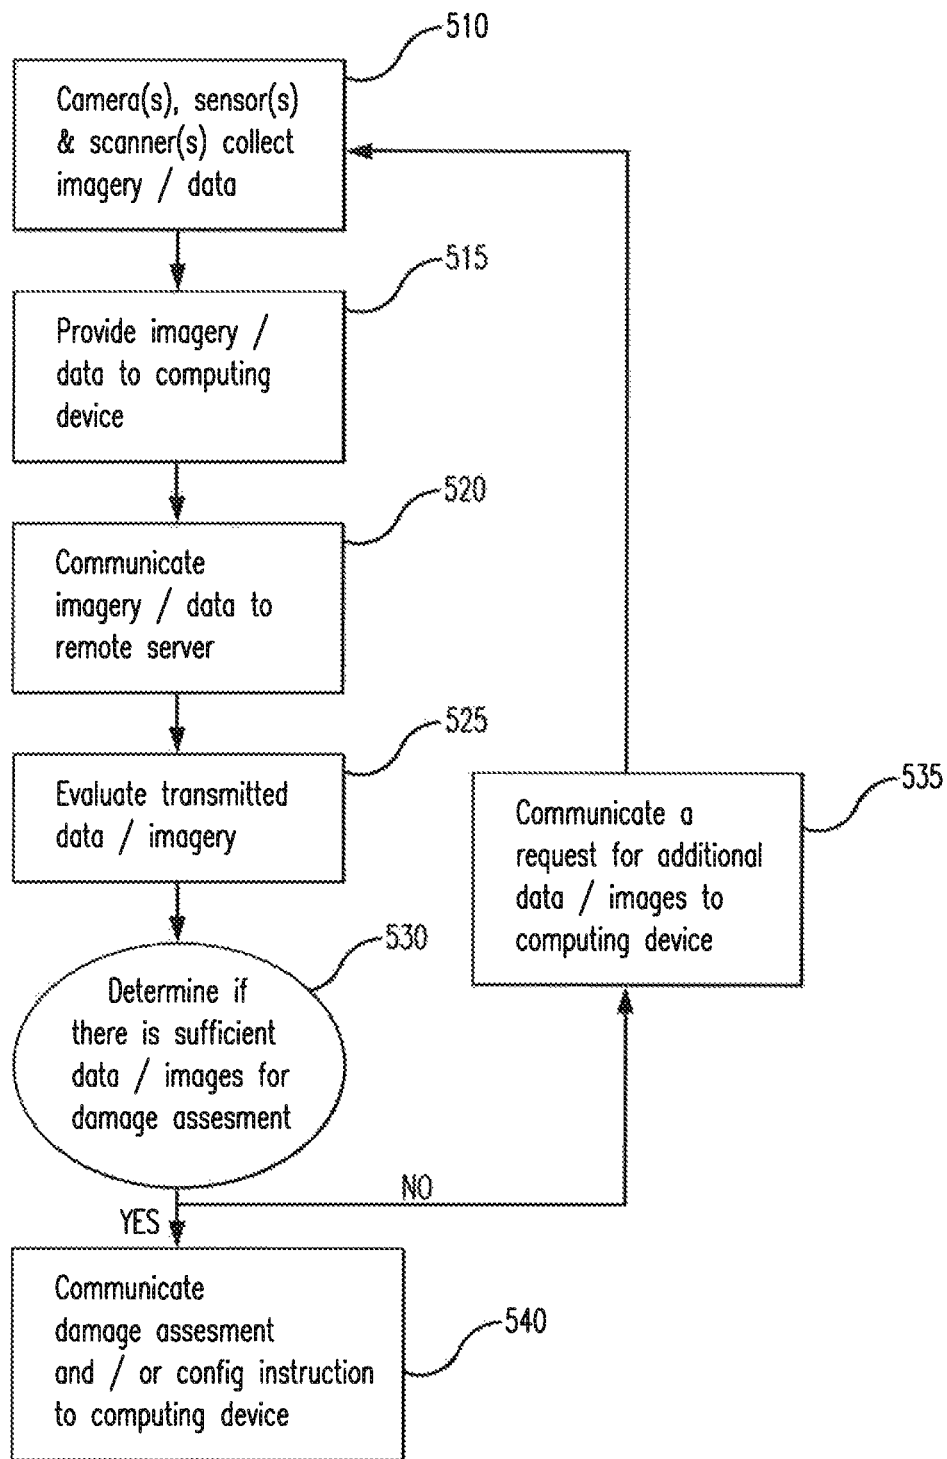 510
Camera(s), sensor(s)
& scanner(s) collect
imagery / data
515
Provide imagery /
data to computing
device
520
Communicate
imagery / data to
remote server
525
Evaluate transmitted
data / imagery
535
Communicate a
request for additional
data / images to
computing device
530
Determine if
there is sufficient
data / images for
damage assesment
NO
YES
Communicate
damage assesment
and / or config instruction
to computing device
540